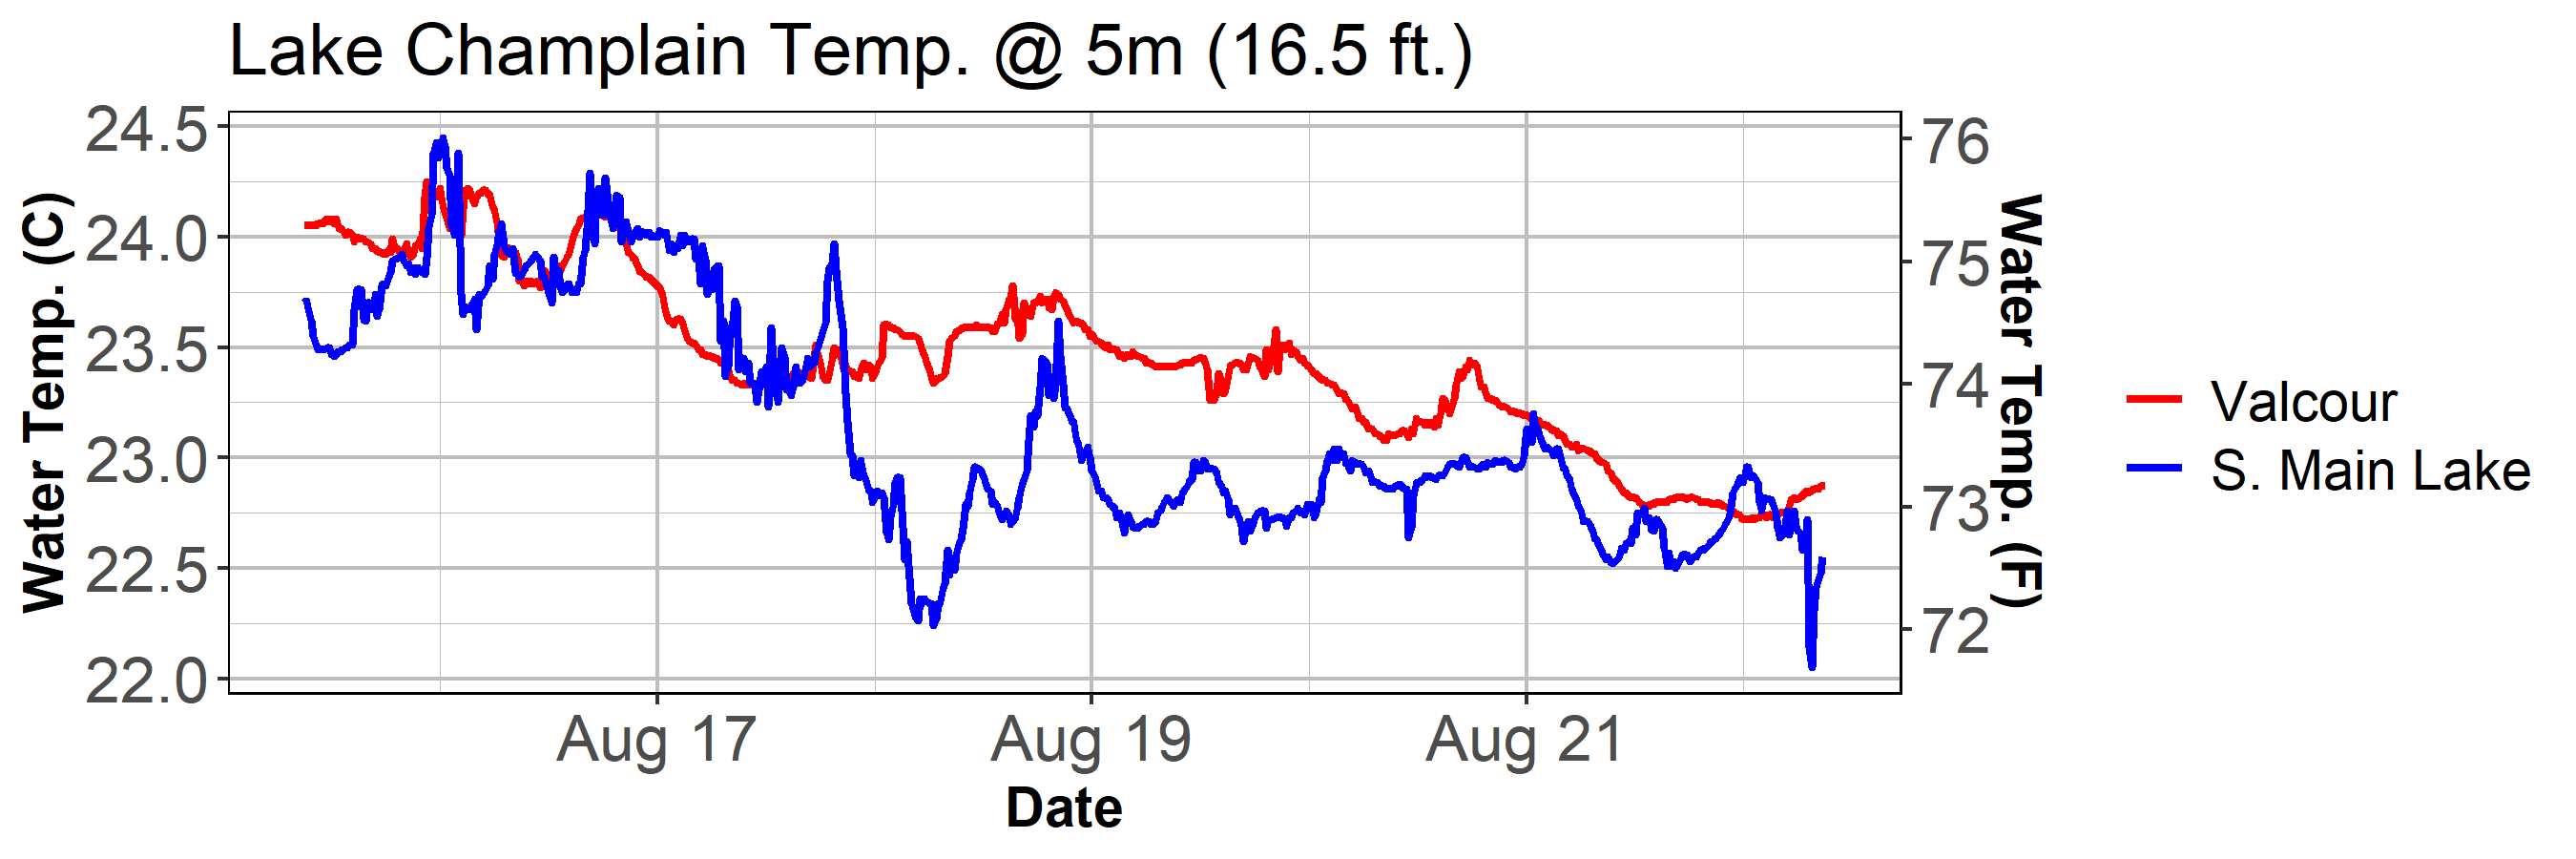 Lake Champlain Temp. @ 5m (16.5 ft.)
Water Temp. (C)
24.5
24.0
23.5
23.0
22.5
22.0
76
75
74
73
72
Water Temp. (F)
Aug 17
Aug 19
Aug 21
Date
Valcour
S. Main Lake